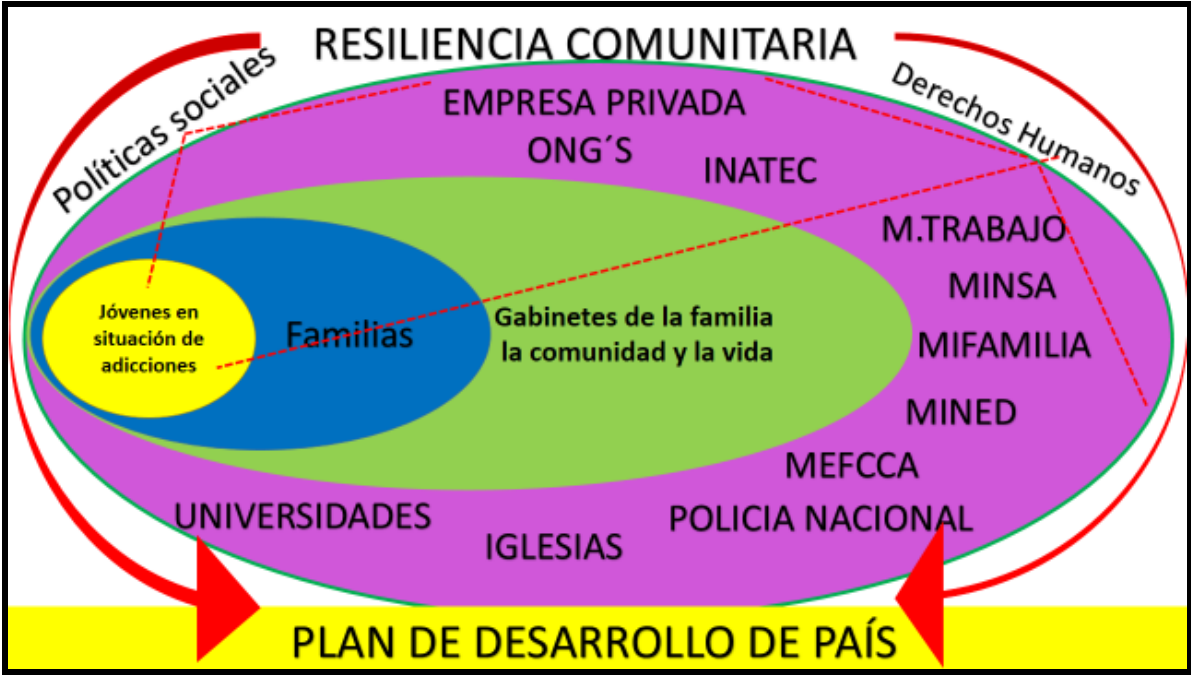 RESILIENCIA COMUNITARIA
Políticas sociales
Derechos Humanos
EMPRESA PRIVADA
ONG´S
INATEC
M.TRABAJO
MINSA
MIFAMILIA
MINED
MEFCCA
POLICIA NACIONAL
IGLESIAS
UNIVERSIDADES
Jóvenes en
situación de
adicciones
Familias
Gabinetes de la familia
la comunidad y la vida
PLAN DE DESARROLLO DE PAÍS